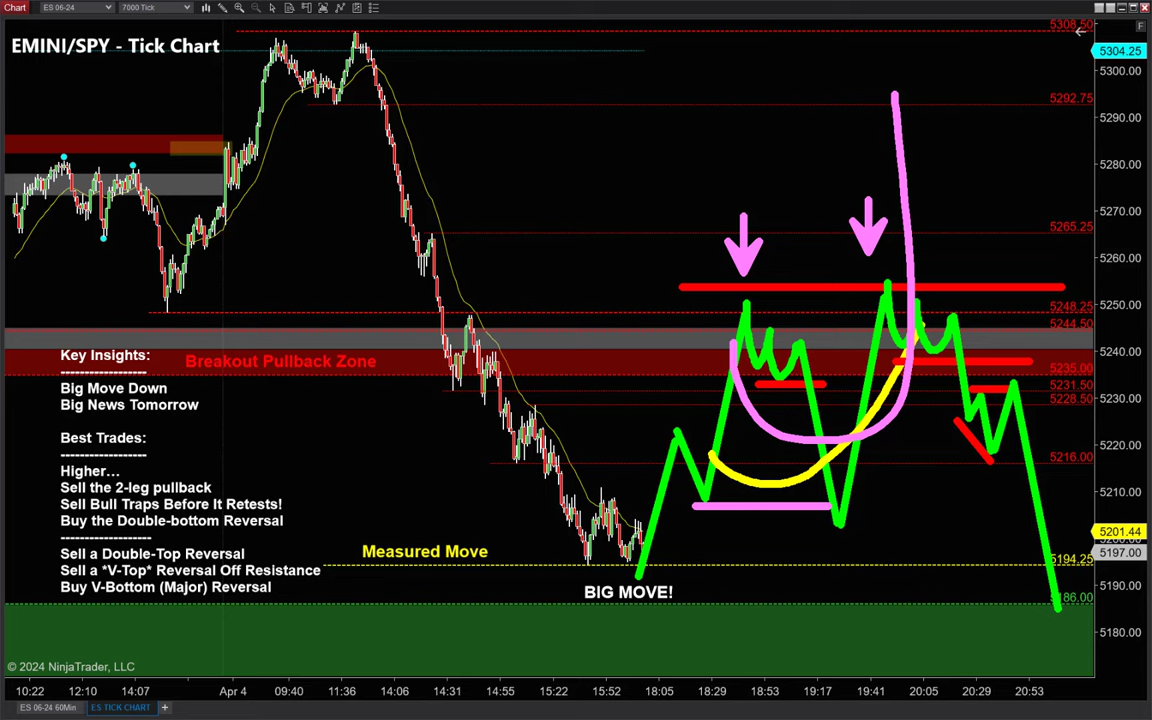 Chart
ES 06-24
7000 Tick
EMINI/SPY - Tick Chart
F
5308.50
5304.25
5300.00
5292.75
5290.00
5280.00
5270.00
5265.25
5260.00
5250.00
5248.25
5244.50
5240.00
5235.00
5231.50
5230.00
5228.50
5220.00
5216.00
5210.00
5201.44
5197.00
5194.25
5190.00
5186.00
5180.00
Breakout Pullback Zone
Key Insights:
-----------------
Big Move Down
Big News Tomorrow
Best Trades:
-----------------
Higher…
Sell the 2-leg pullback
Sell Bull Traps Before It Retests!
Buy the Double-bottom Reversal
------------------
Sell a Double-Top Reversal
Sell a *V-Top* Reversal Off Resistance
Buy V-Bottom (Major) Reversal
Measured Move
BIG MOVE!
© 2024 NinjaTrader, LLC
10:22 12:10 14:07 Apr 4 09:40 11:36 14:06 14:31 14:55 15:22 15:52 18:05 18:29 18:53 19:17 19:41 20:05 20:29 20:53
ES 06-24 60Min ES TICK CHART +